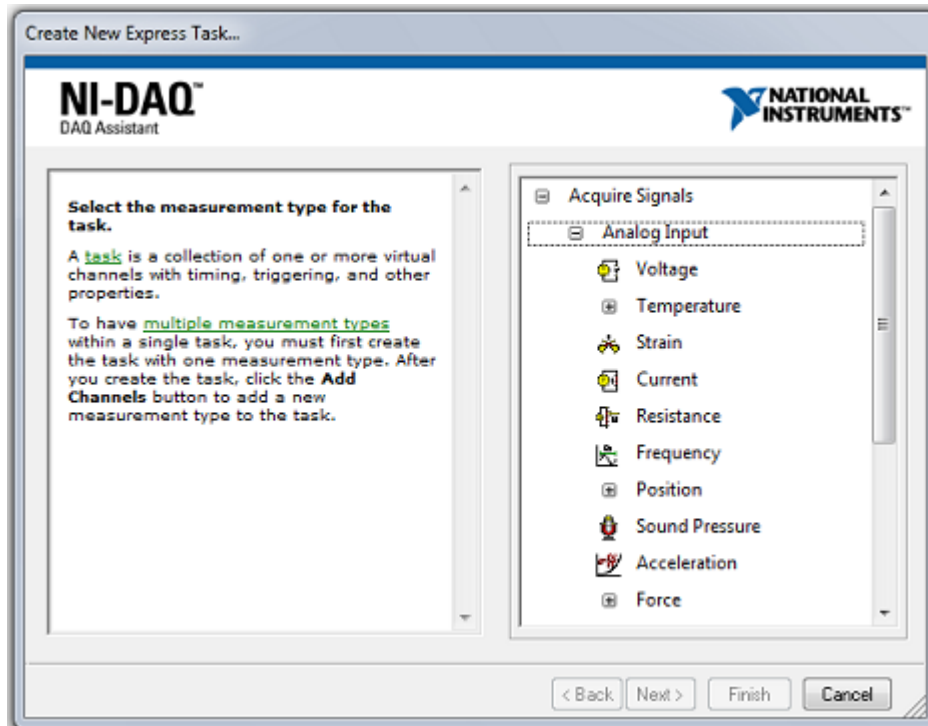 Create New Express Task...
NI-DAQ™
DAQ Assistant
NATIONAL
INSTRUMENTS™
Select the measurement type for the
task.
A task is a collection of one or more virtual
channels with timing, triggering, and other
properties.
To have multiple measurement types
within a single task, you must first create
the task with one measurement type. After
you create the task, click the Add
Channels button to add a new
measurement type to the task.
Acquire Signals
Analog Input
Voltage
Temperature
Strain
Current
Resistance
Frequency
Position
Sound Pressure
Acceleration
Force
< Back
Next >
Finish
Cancel